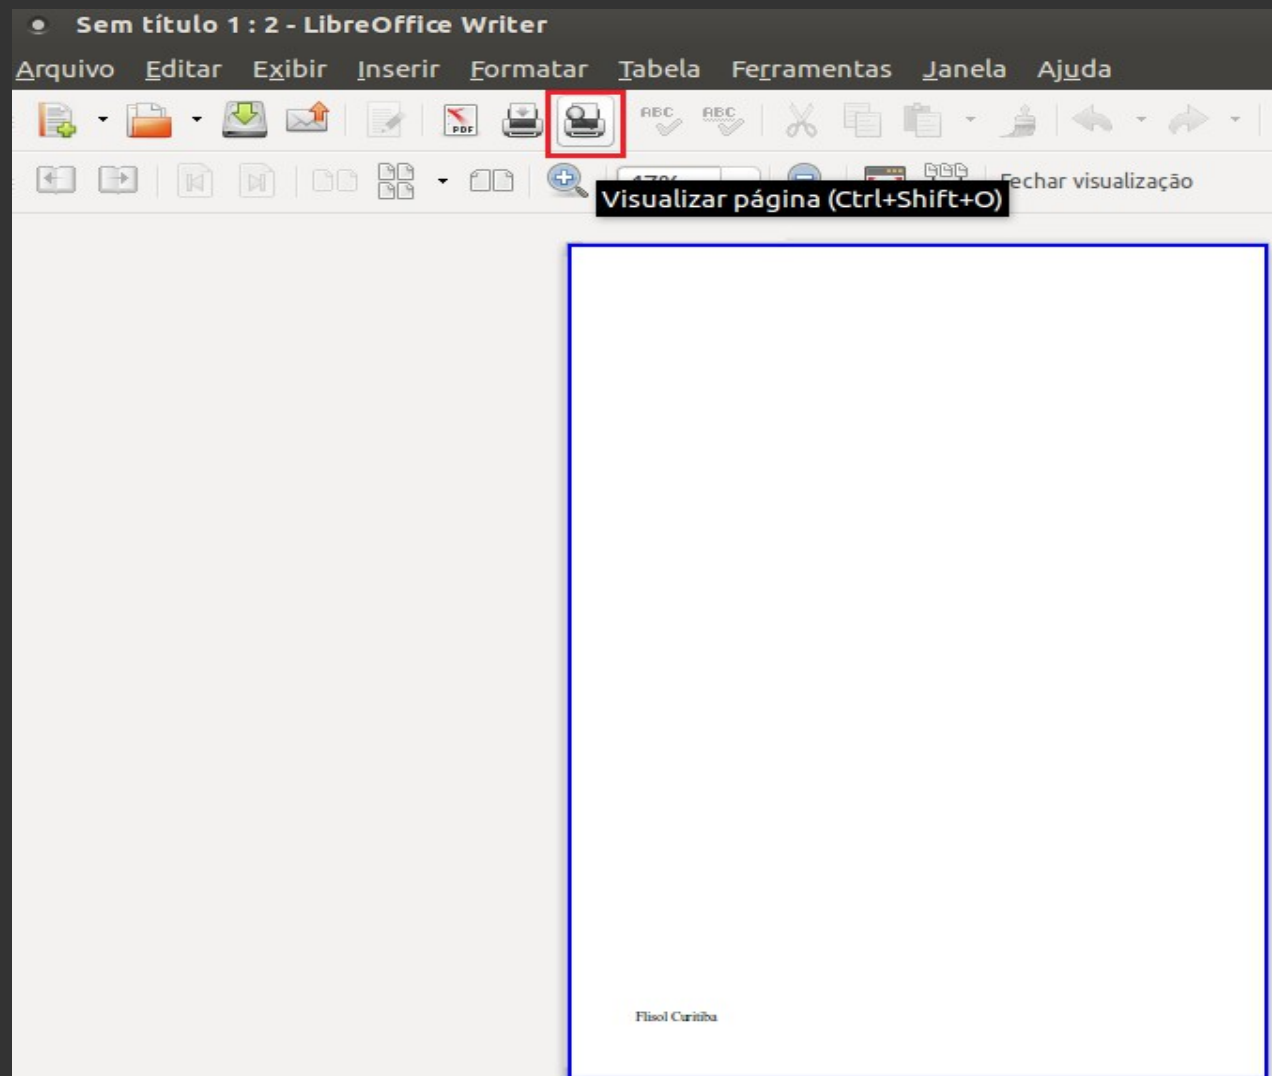 Sem título 1 : 2 - LibreOffice Writer
Arquivo Editar Exibir Inserir Formatar Tabela Ferramentas Janela Ajuda
PDF ABC ABC
Fechar visualização
Visualizar página (Ctrl+Shift+O)
Flisol Curitiba